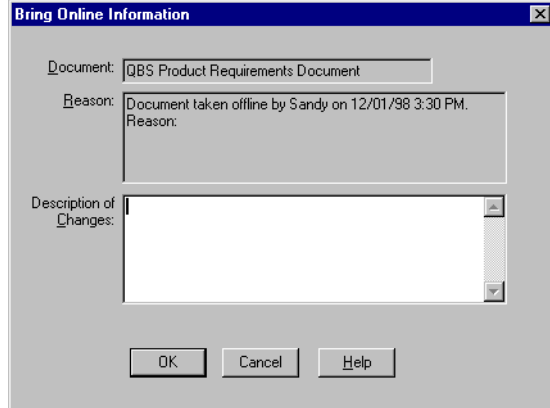 Bring Online Information
Document: QBS Product Requirements Document
Reason: Document taken offline by Sandy on 12/01/98 3:30 PM.
Reason:
Description of
Changes:
OK Cancel Help